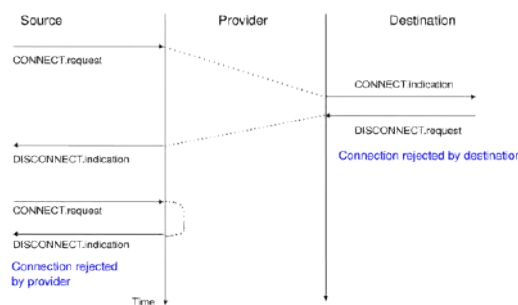 Source Provider Destination
CONNECT.request
CONNECT.indication
DISCONNECT.request
DISCONNECT.indication
Connection rejected by destination
CONNECT.request
DISCONNECT.indication
Connection rejected
by provider
Time